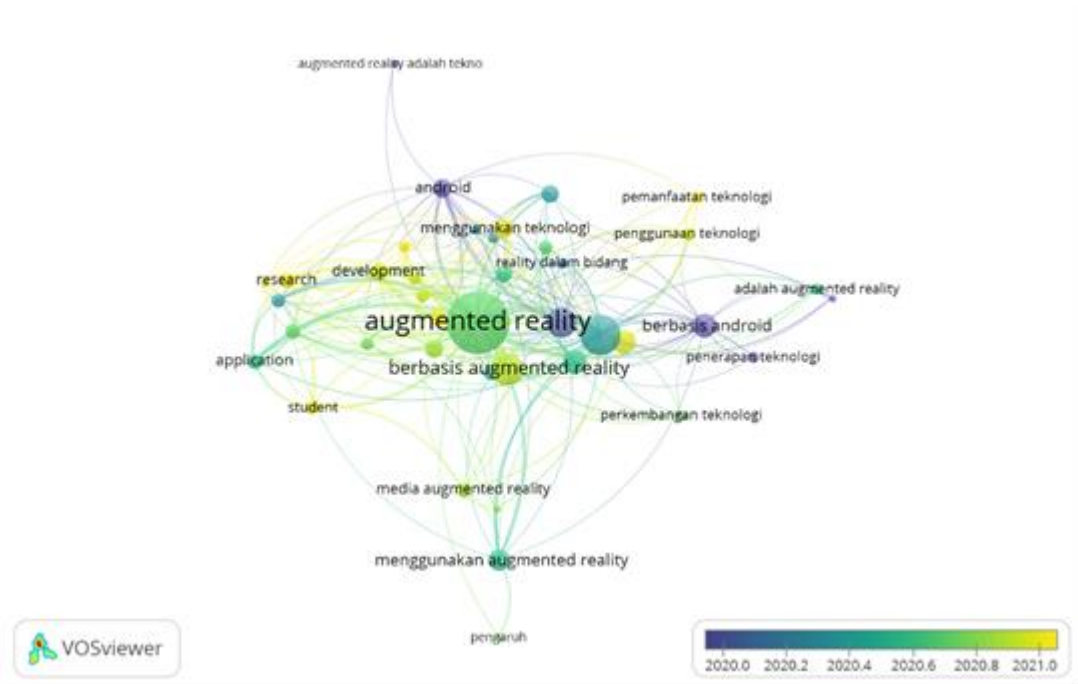 augmented reality adalah tekno
android
pemanfaatan teknologi
menggunakan teknologi
penggunaan teknologi
reality dalam bidang
development
research
adalah augmented reality
augmented reality
berbasis android
penerapan teknologi
application
berbasis augmented reality
student
perkembangan teknologi
media augmented reality
menggunakan augmented reality
pengaruh
VOSviewer
2020.0 2020.2 2020.4 2020.6 2020.8 2021.0